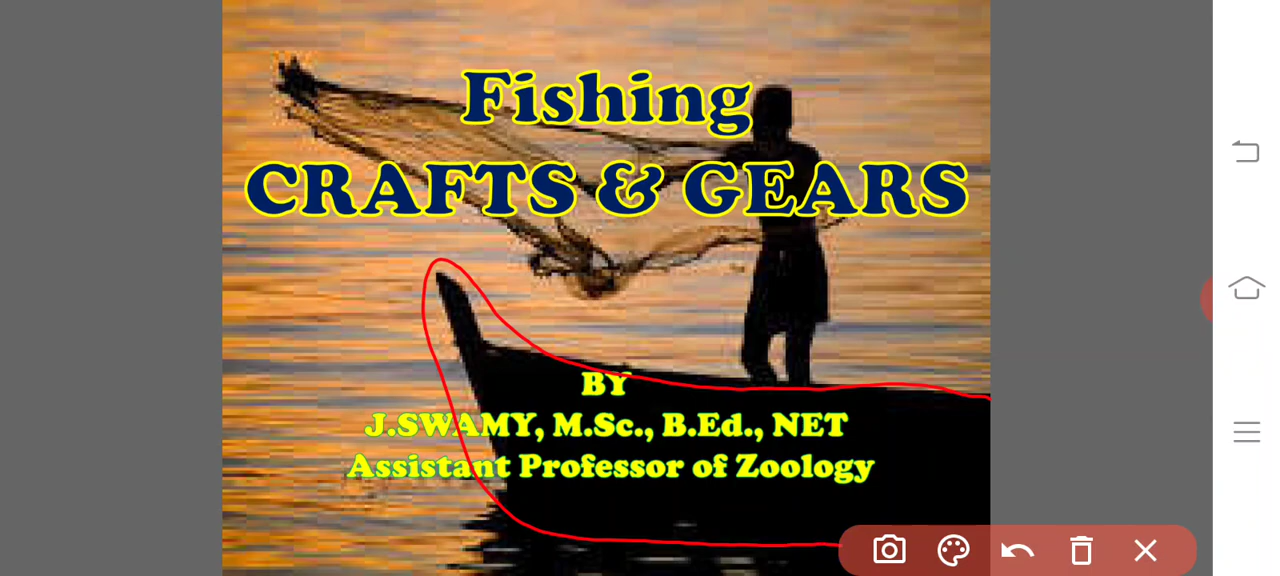 Fishing
CRAFTS & GEARS
BY
J.SWAMY, M.Sc., B.Ed., NET
Assistant Professor of Zoology